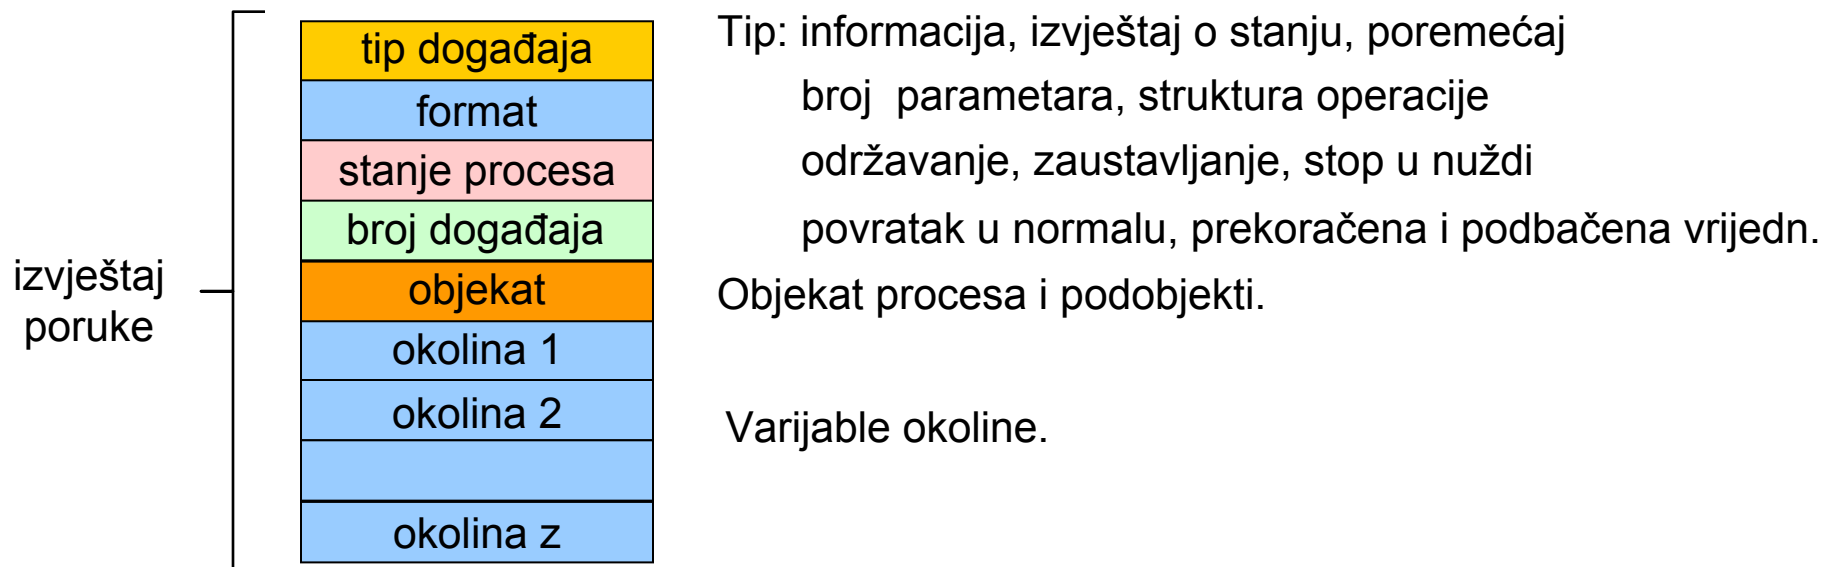 tip događaja
Tip: informacija, izvještaj o stanju, poremećaj
format
broj parametara, struktura operacije
stanje procesa
održavanje, zaustavljanje, stop u nuždi
broj događaja
povratak u normalu, prekoračena i podbačena vrijedn.
izvještaj
poruke
objekat
Objekat procesa i podobjekti.
okolina 1
okolina 2
Varijable okoline.
okolina z